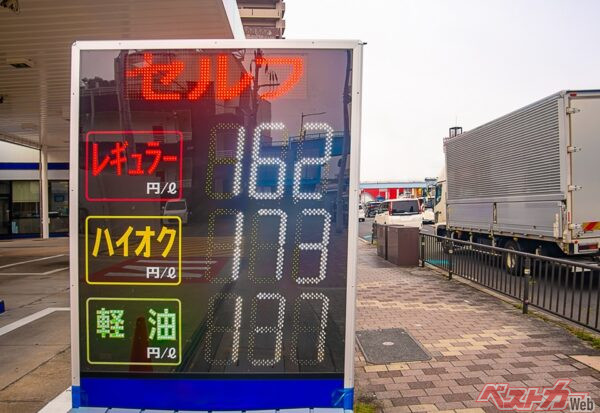 セルフ
レギュラー
円/ℓ
162
ハイオク
円/ℓ
173
軽油
円/ℓ
137
ベストカーWeb